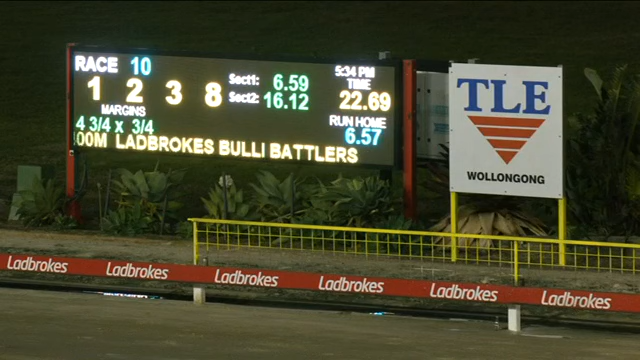 RACE 10
1 2 3 8
MARGINS
4 3/4 x 3/4
Sect1: 6.59
Sect2: 16.12
5:34 PM
TIME
22.69
RUN HOME
6.57
00M LADBROKES BULLI BATTLERS
TLE
WOLLONGONG
Ladbrokes Ladbrokes Ladbrokes Ladbrokes Ladbrokes Ladbrokes